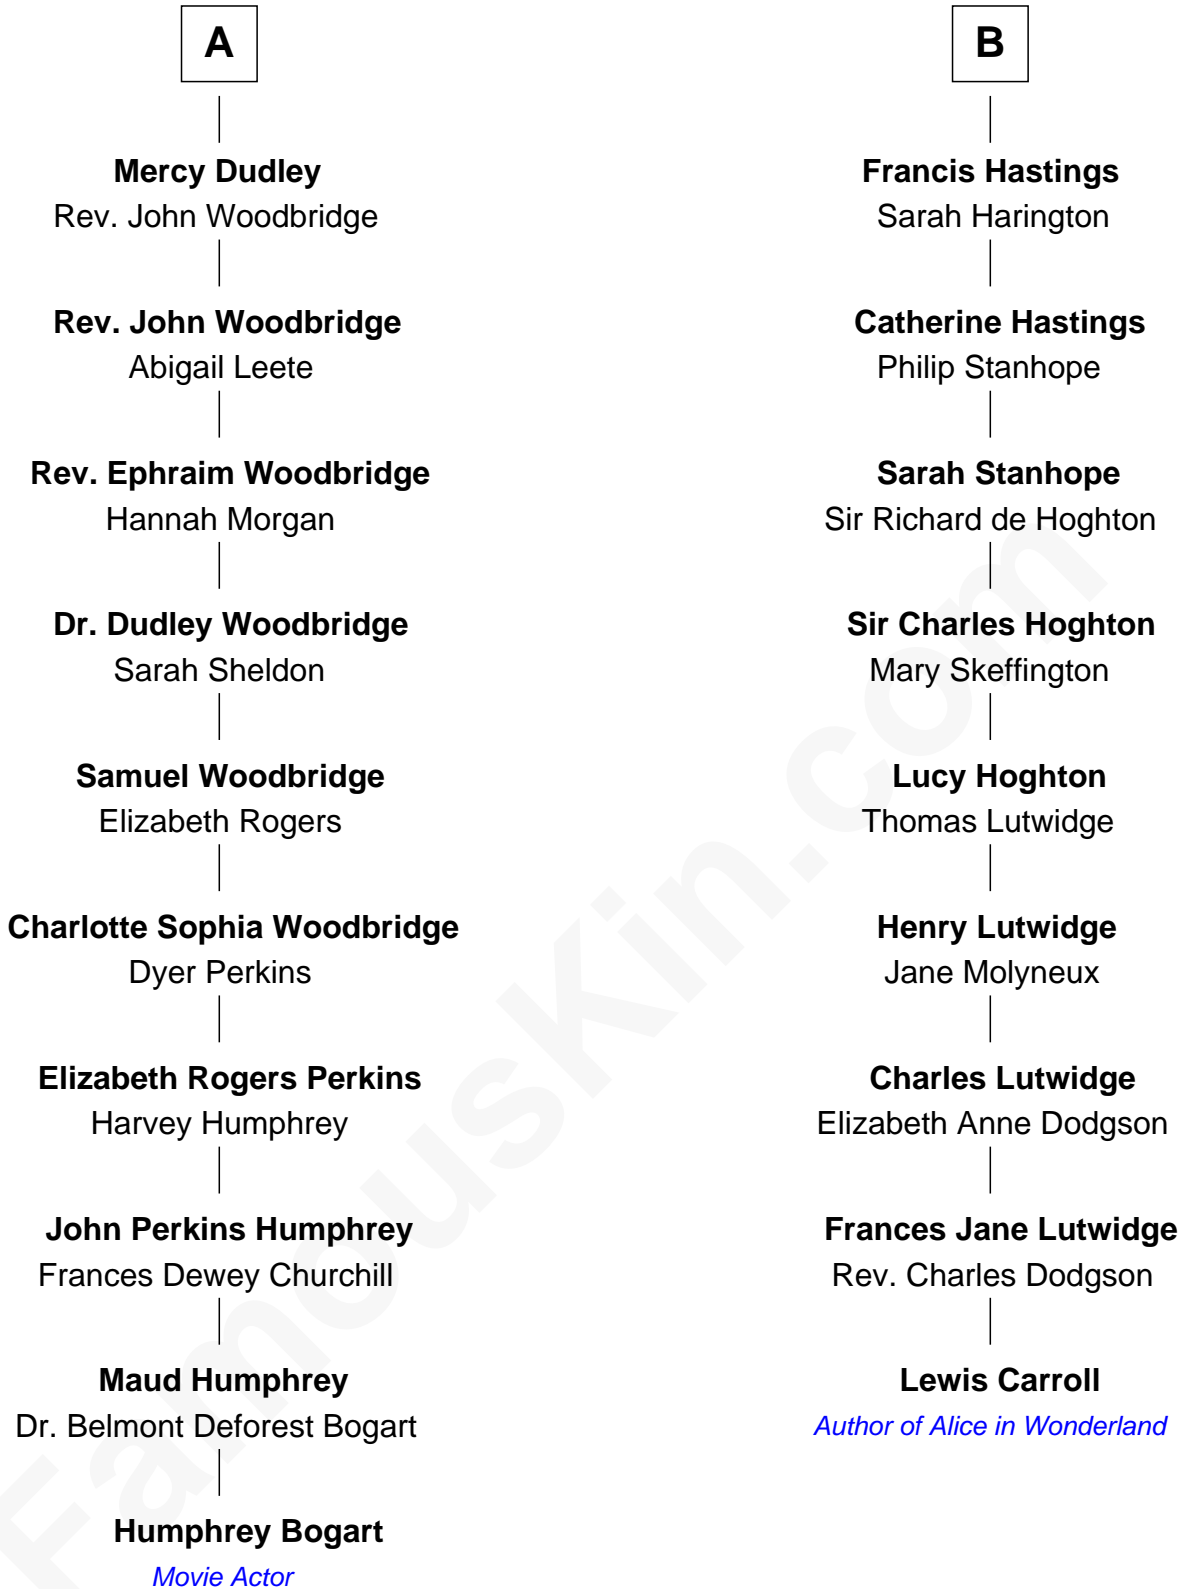 A
Mercy Dudley
Rev. John Woodbridge
Rev. John Woodbridge
Abigail Leete
Rev. Ephraim Woodbridge
Hannah Morgan
Dr. Dudley Woodbridge
Sarah Sheldon
Samuel Woodbridge
Elizabeth Rogers
Charlotte Sophia Woodbridge
Dyer Perkins
Elizabeth Rogers Perkins
Harvey Humphrey
John Perkins Humphrey
Frances Dewey Churchill
Maud Humphrey
Dr. Belmont Deforest Bogart
Humphrey Bogart
Movie Actor
B
Francis Hastings
Sarah Harington
Catherine Hastings
Philip Stanhope
Sarah Stanhope
Sir Richard de Hoghton
Sir Charles Hoghton
Mary Skeffington
Lucy Hoghton
Thomas Lutwidge
Henry Lutwidge
Jane Molyneux
Charles Lutwidge
Elizabeth Anne Dodgson
Frances Jane Lutwidge
Rev. Charles Dodgson
Lewis Carroll
Author of Alice in Wonderland
FamousKin.com